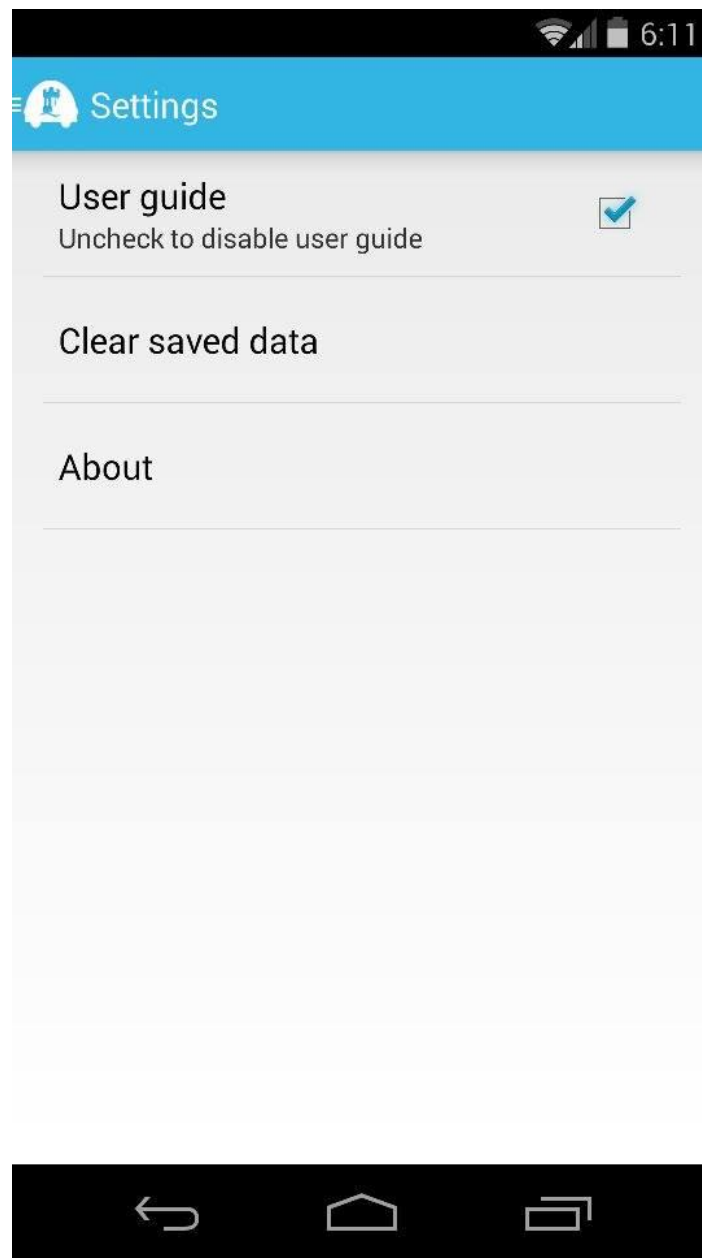 6:11
Settings
User guide
Uncheck to disable user guide
Clear saved data
About